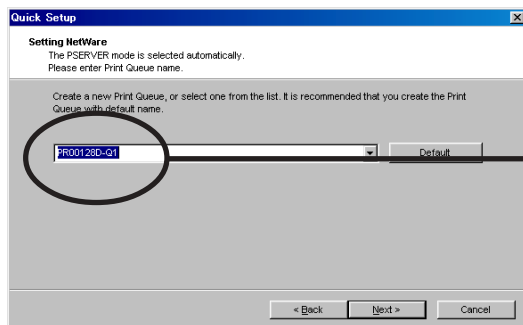 Quick Setup
Setting NetWare
The PSERVER mode is selected automatically.
Please enter Print Queue name.
Create a new Print Queue, or select one from the list. It is recommended that you create the Print
Queue with default name.
PR00128D-Q1
Default
< Back
Next >
Cancel